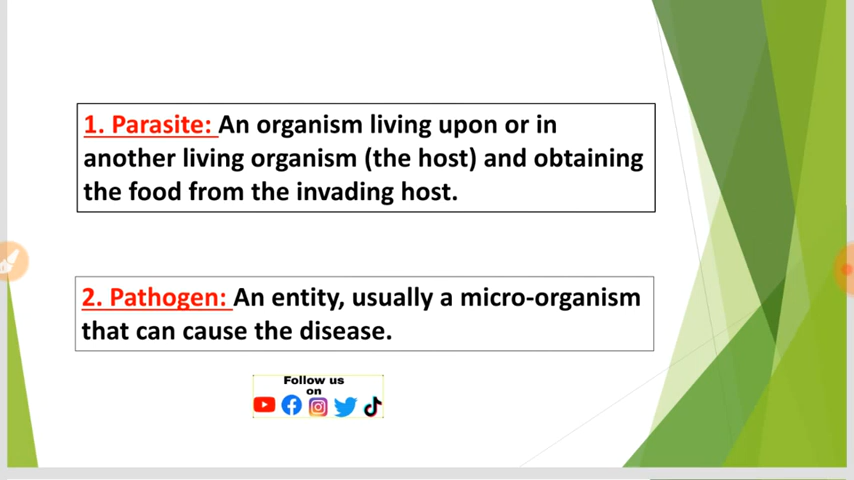 1. Parasite: An organism living upon or in
another living organism (the host) and obtaining
the food from the invading host.
2. Pathogen: An entity, usually a micro-organism
that can cause the disease.
Follow us
on